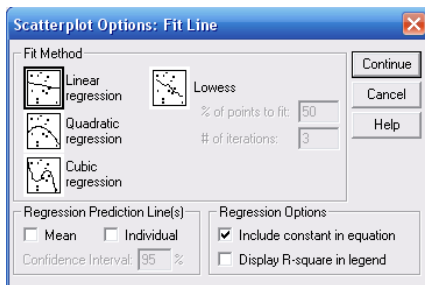 Scatterplot Options: Fit Line
Fit Method
Linear
regression
Quadratic
regression
Cubic
regression
Lowess
% of points to fit: 50
# of iterations: 3
Continue
Cancel
Help
Regression Prediction Line(s)
Mean Individual
Confidence Interval: 95 %
Regression Options
Include constant in equation
Display R-square in legend